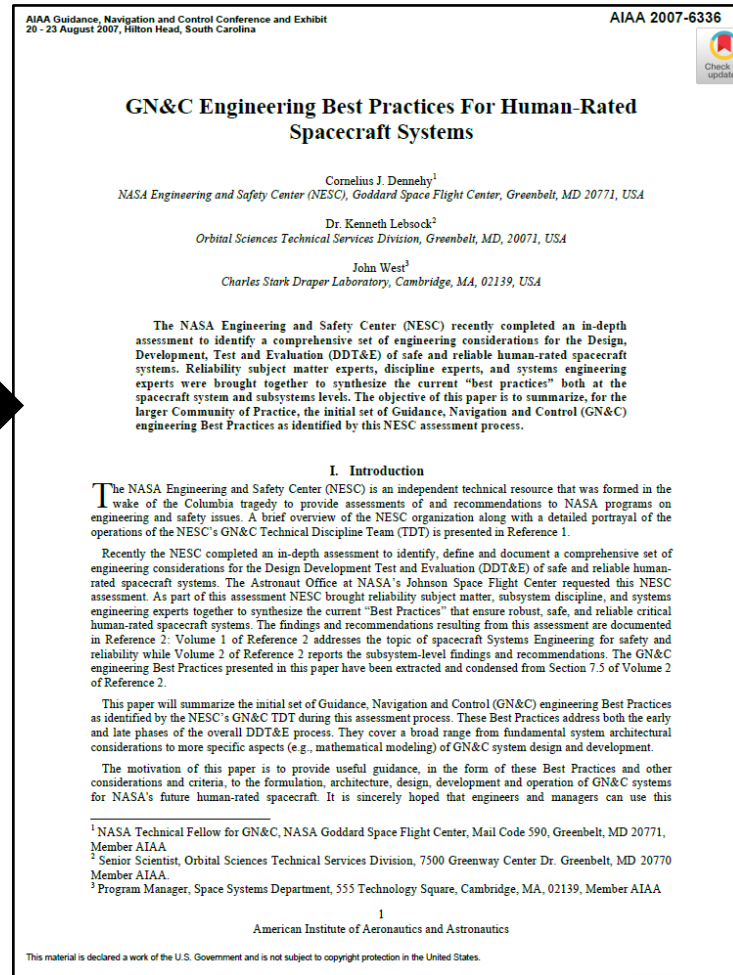 AIAA Guidance, Navigation and Control Conference and Exhibit
20 - 23 August 2007, Hilton Head, South Carolina
AIAA 2007-6336
Check
update
GN&C Engineering Best Practices For Human-Rated
Spacecraft Systems
Cornelius J. Dennehy1
NASA Engineering and Safety Center (NESC), Goddard Space Flight Center, Greenbelt, MD 20771, USA
Dr. Kenneth Lebsock2
Orbital Sciences Technical Services Division, Greenbelt, MD, 20071, USA
John West3
Charles Stark Draper Laboratory, Cambridge, MA, 02139, USA
The NASA Engineering and Safety Center (NESC) recently completed an in-depth
assessment to identify a comprehensive set of engineering considerations for the Design,
Development, Test and Evaluation (DDT&E) of safe and reliable human-rated spacecraft
systems. Reliability subject matter experts, discipline experts, and systems engineering
experts were brought together to synthesize the current “best practices” both at the
spacecraft system and subsystems levels. The objective of this paper is to summarize, for the
larger Community of Practice, the initial set of Guidance, Navigation and Control (GN&C)
engineering Best Practices as identified by this NESC assessment process.
I. Introduction
The NASA Engineering and Safety Center (NESC) is an independent technical resource that was formed in the
wake of the Columbia tragedy to provide assessments of and recommendations to NASA programs on
engineering and safety issues. A brief overview of the NESC organization along with a detailed portrayal of the
operations of the NESC’s GN&C Technical Discipline Team (TDT) is presented in Reference 1.
Recently the NESC completed an in-depth assessment to identify, define and document a comprehensive set of
engineering considerations for the Design Development Test and Evaluation (DDT&E) of safe and reliable human-
rated spacecraft systems. The Astronaut Office at NASA’s Johnson Space Flight Center requested this NESC
assessment. As part of this assessment NESC brought reliability subject matter, subsystem discipline, and systems
engineering experts together to synthesize the current “Best Practices” that ensure robust, safe, and reliable critical
human-rated spacecraft systems. The findings and recommendations resulting from this assessment are documented
in Reference 2: Volume 1 of Reference 2 addresses the topic of spacecraft Systems Engineering for safety and
reliability while Volume 2 of Reference 2 reports the subsystem-level findings and recommendations. The GN&C
engineering Best Practices presented in this paper have been extracted and condensed from Section 7.5 of Volume 2
of Reference 2.
This paper will summarize the initial set of Guidance, Navigation and Control (GN&C) engineering Best Practices
as identified by the NESC’s GN&C TDT during this assessment process. These Best Practices address both the early
and late phases of the overall DDT&E process. They cover a broad range from fundamental system architectural
considerations to more specific aspects (e.g., mathematical modeling) of GN&C system design and development.
The motivation of this paper is to provide useful guidance, in the form of these Best Practices and other
considerations and criteria, to the formulation, architecture, design, development and operation of GN&C systems
for NASA’s future human-rated spacecraft. It is sincerely hoped that engineers and managers can use this
1 NASA Technical Fellow for GN&C, NASA Goddard Space Flight Center, Mail Code 590, Greenbelt, MD 20771,
Member AIAA
2 Senior Scientist, Orbital Sciences Technical Services Division, 7500 Greenway Center Dr. Greenbelt, MD 20770
Member AIAA.
3 Program Manager, Space Systems Department, 555 Technology Square, Cambridge, MA, 02139, Member AIAA
1
American Institute of Aeronautics and Astronautics
This material is declared a work of the U.S. Government and is not subject to copyright protection in the United States.